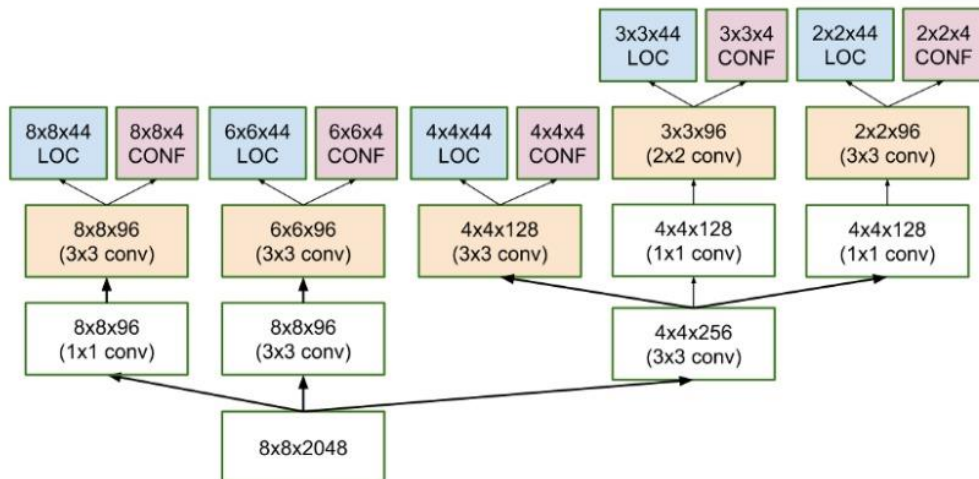 3x3x44
LOC
3x3x4
CONF
2x2x44
LOC
2x2x4
CONF
8x8x44
LOC
8x8x4
CONF
6x6x44
LOC
6x6x4
CONF
4x4x44
LOC
4x4x4
CONF
3x3x96
(2x2 conv)
2x2x96
(3x3 conv)
8x8x96
(3x3 conv)
6x6x96
(3x3 conv)
4x4x128
(3x3 conv)
4x4x128
(1x1 conv)
4x4x128
(1x1 conv)
8x8x96
(1x1 conv)
8x8x96
(3x3 conv)
4x4x256
(3x3 conv)
8x8x2048